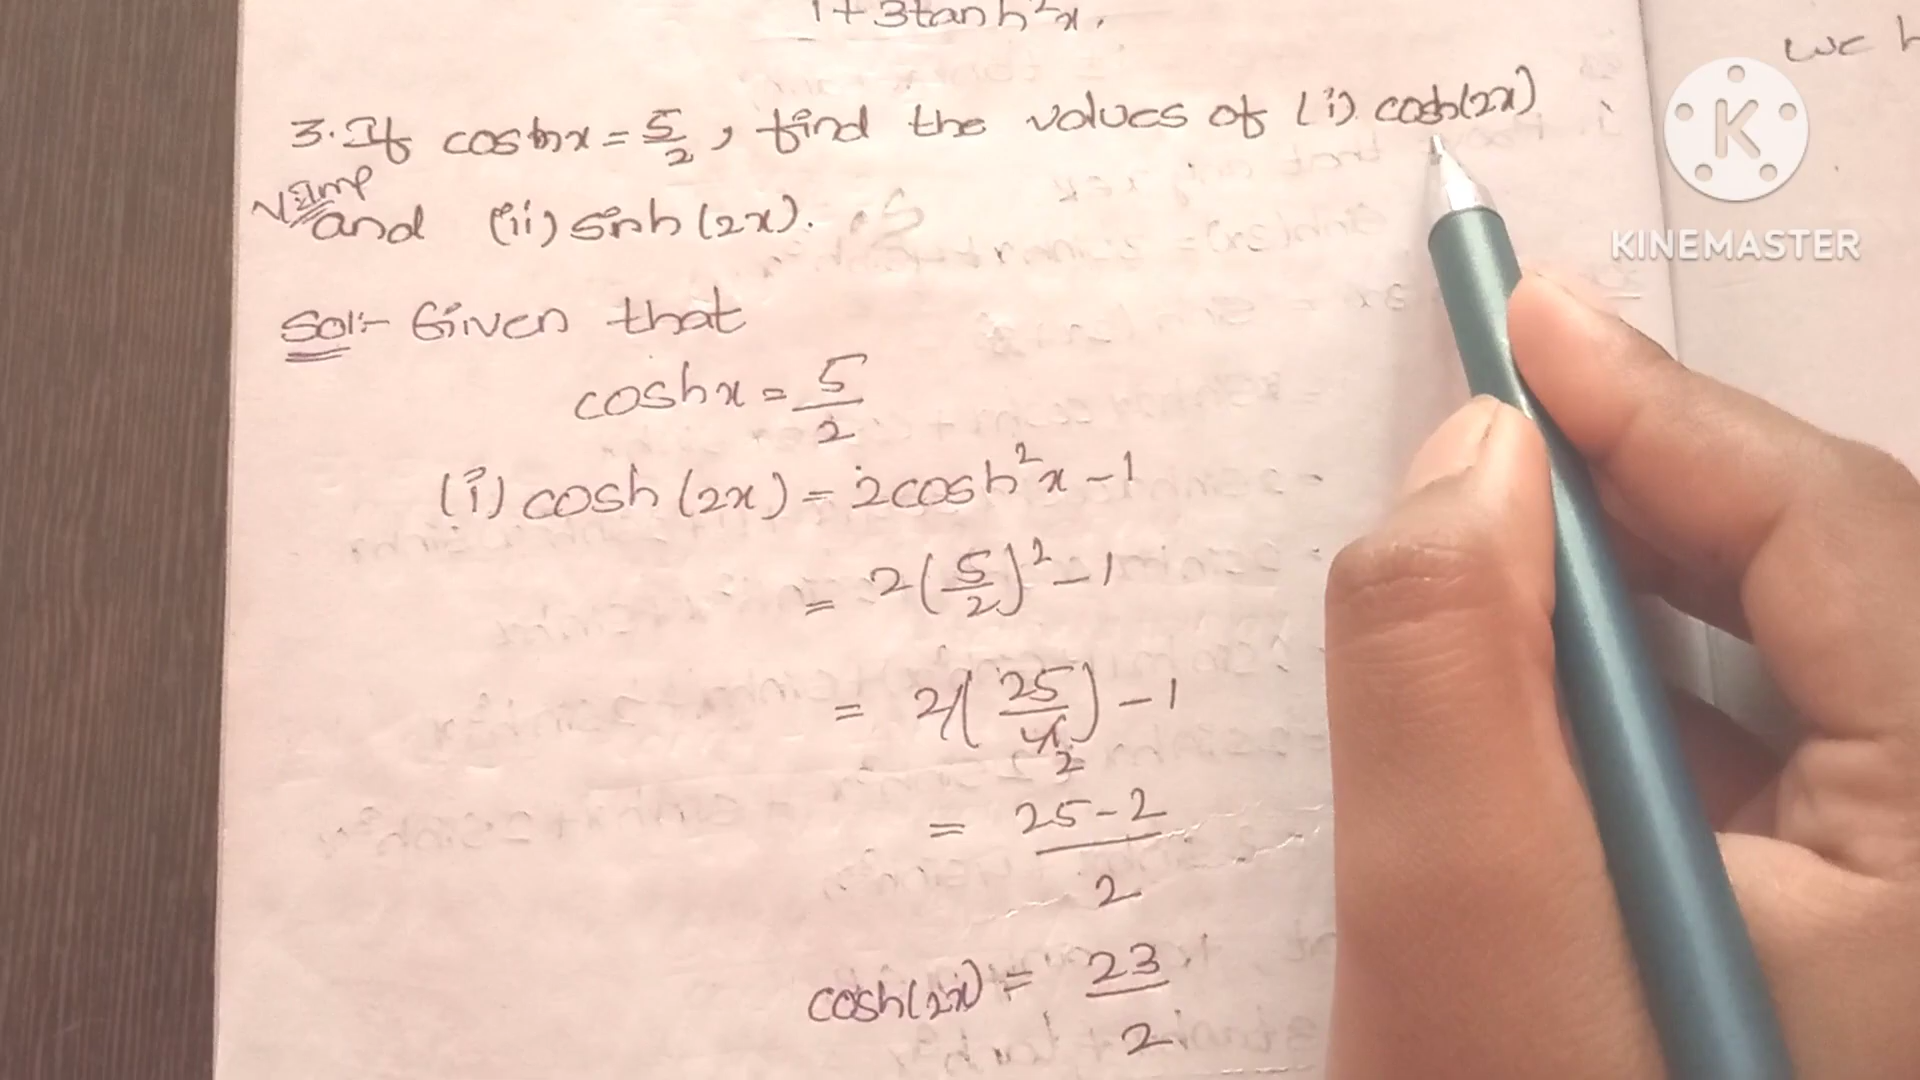 1+3tanh²x.
we h
3. If coshx = 5/2, find the values of (i) cosh(2x)
V.Imp
and (ii) sinh(2x).
K
KINEMASTER
Sol:- Given that
coshx = 5/2
(i) cosh(2x) = 2cosh²x - 1
= 2(5/2)² - 1
= 2(25/4) - 1
2
= 25-2
2
cosh(2x) = 23
2